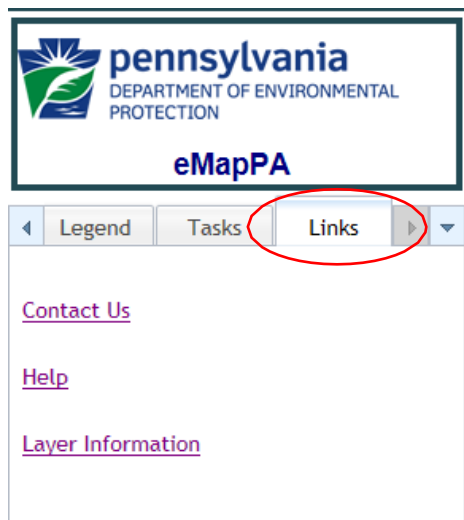 pennsylvania
DEPARTMENT OF ENVIRONMENTAL
PROTECTION
eMapPA
Legend Tasks Links
Contact Us
Help
Layer Information